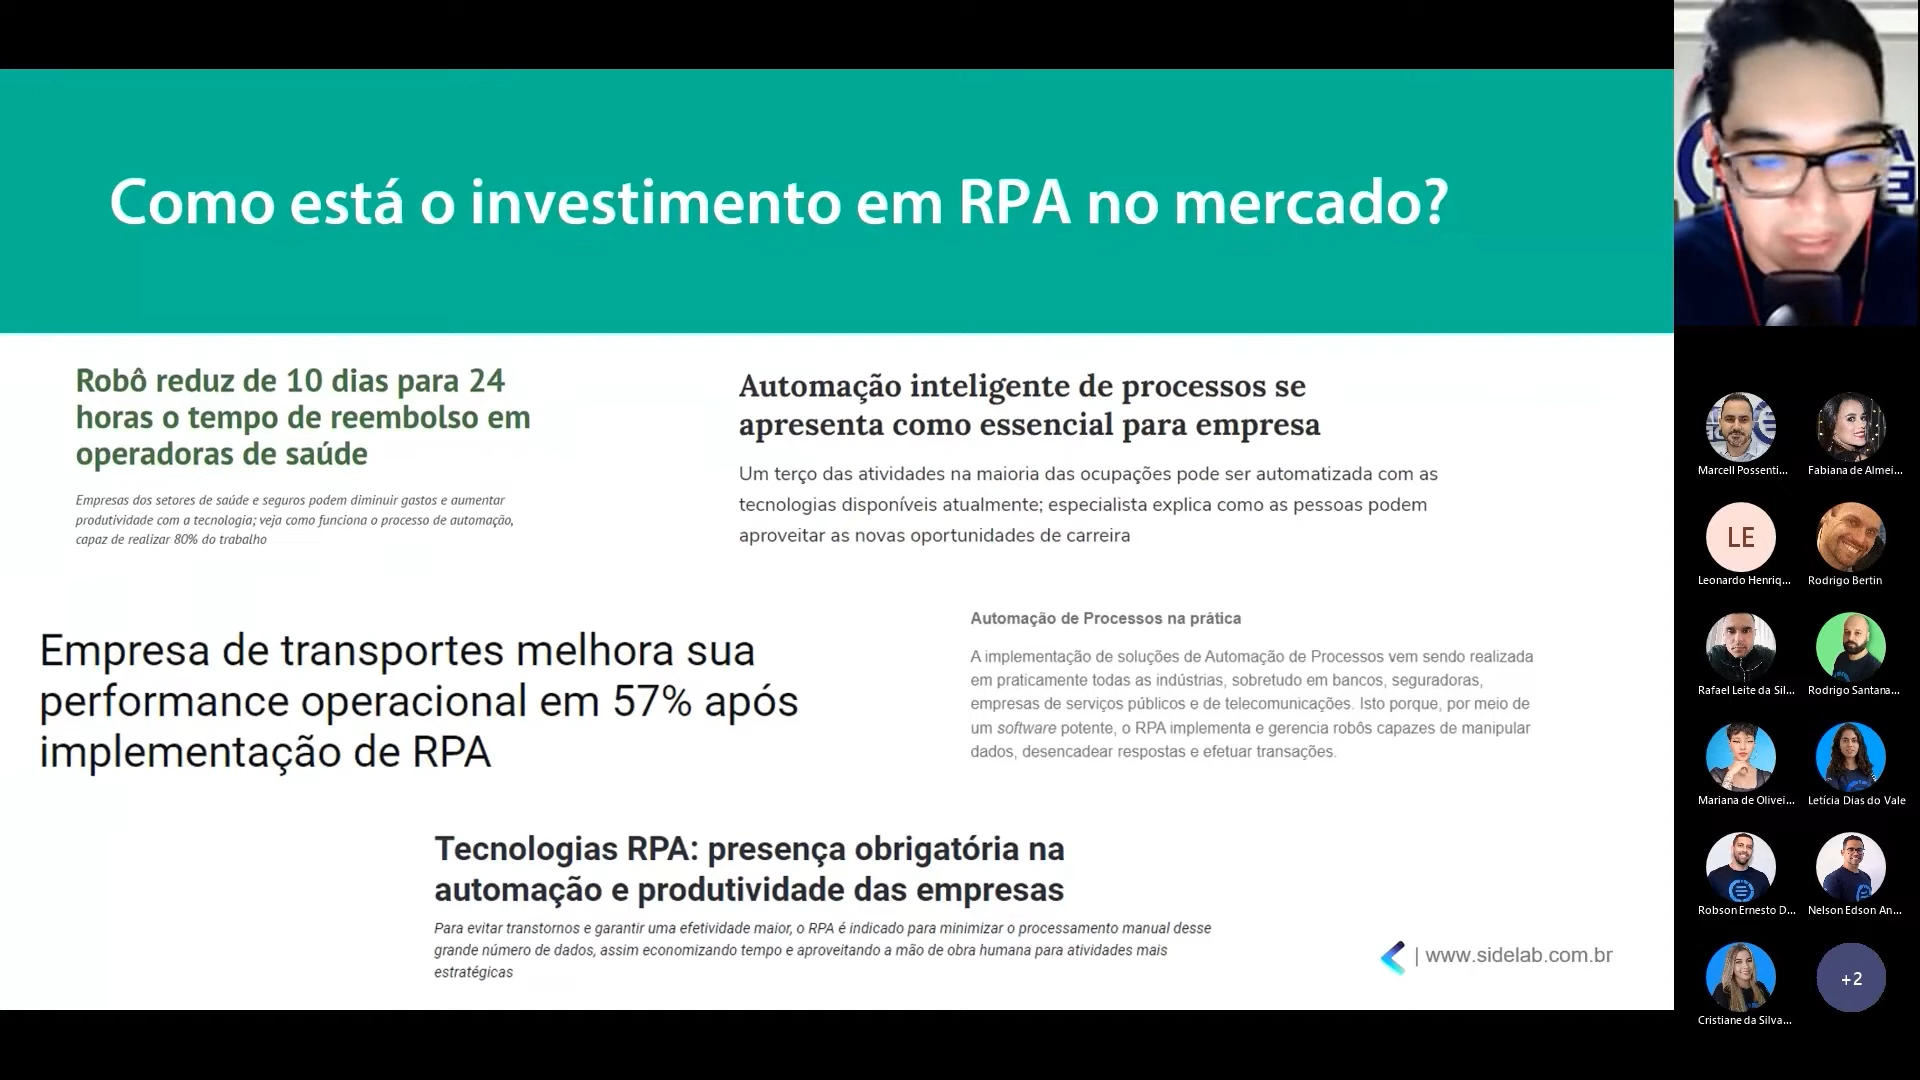 Como está o investimento em RPA no mercado?
Robô reduz de 10 dias para 24
horas o tempo de reembolso em
operadoras de saúde
Empresas dos setores de saúde e seguros podem diminuir gastos e aumentar
produtividade com a tecnologia; veja como funciona o processo de automação,
capaz de realizar 80% do trabalho
Automação inteligente de processos se
apresenta como essencial para empresa
Um terço das atividades na maioria das ocupações pode ser automatizada com as
tecnologias disponíveis atualmente; especialista explica como as pessoas podem
aproveitar as novas oportunidades de carreira
Empresa de transportes melhora sua
performance operacional em 57% após
implementação de RPA
Automação de Processos na prática
A implementação de soluções de Automação de Processos vem sendo realizada
em praticamente todas as indústrias, sobretudo em bancos, seguradoras,
empresas de serviços públicos e de telecomunicações. Isto porque, por meio de
um software potente, o RPA implementa e gerencia robôs capazes de manipular
dados, desencadear respostas e efetuar transações.
Tecnologias RPA: presença obrigatória na
automação e produtividade das empresas
Para evitar transtornos e garantir uma efetividade maior, o RPA é indicado para minimizar o processamento manual desse
grande número de dados, assim economizando tempo e aproveitando a mão de obra humana para atividades mais
estratégicas
| www.sidelab.com.br
Marcell Possenti...
Fabiana de Almei...
LE
Leonardo Henriq...
Rodrigo Bertin
Rafael Leite da Sil...
Rodrigo Santana...
Mariana de Olivei...
Letícia Dias do Vale
Robson Ernesto D...
Nelson Edson An...
Cristiane da Silva...
+2